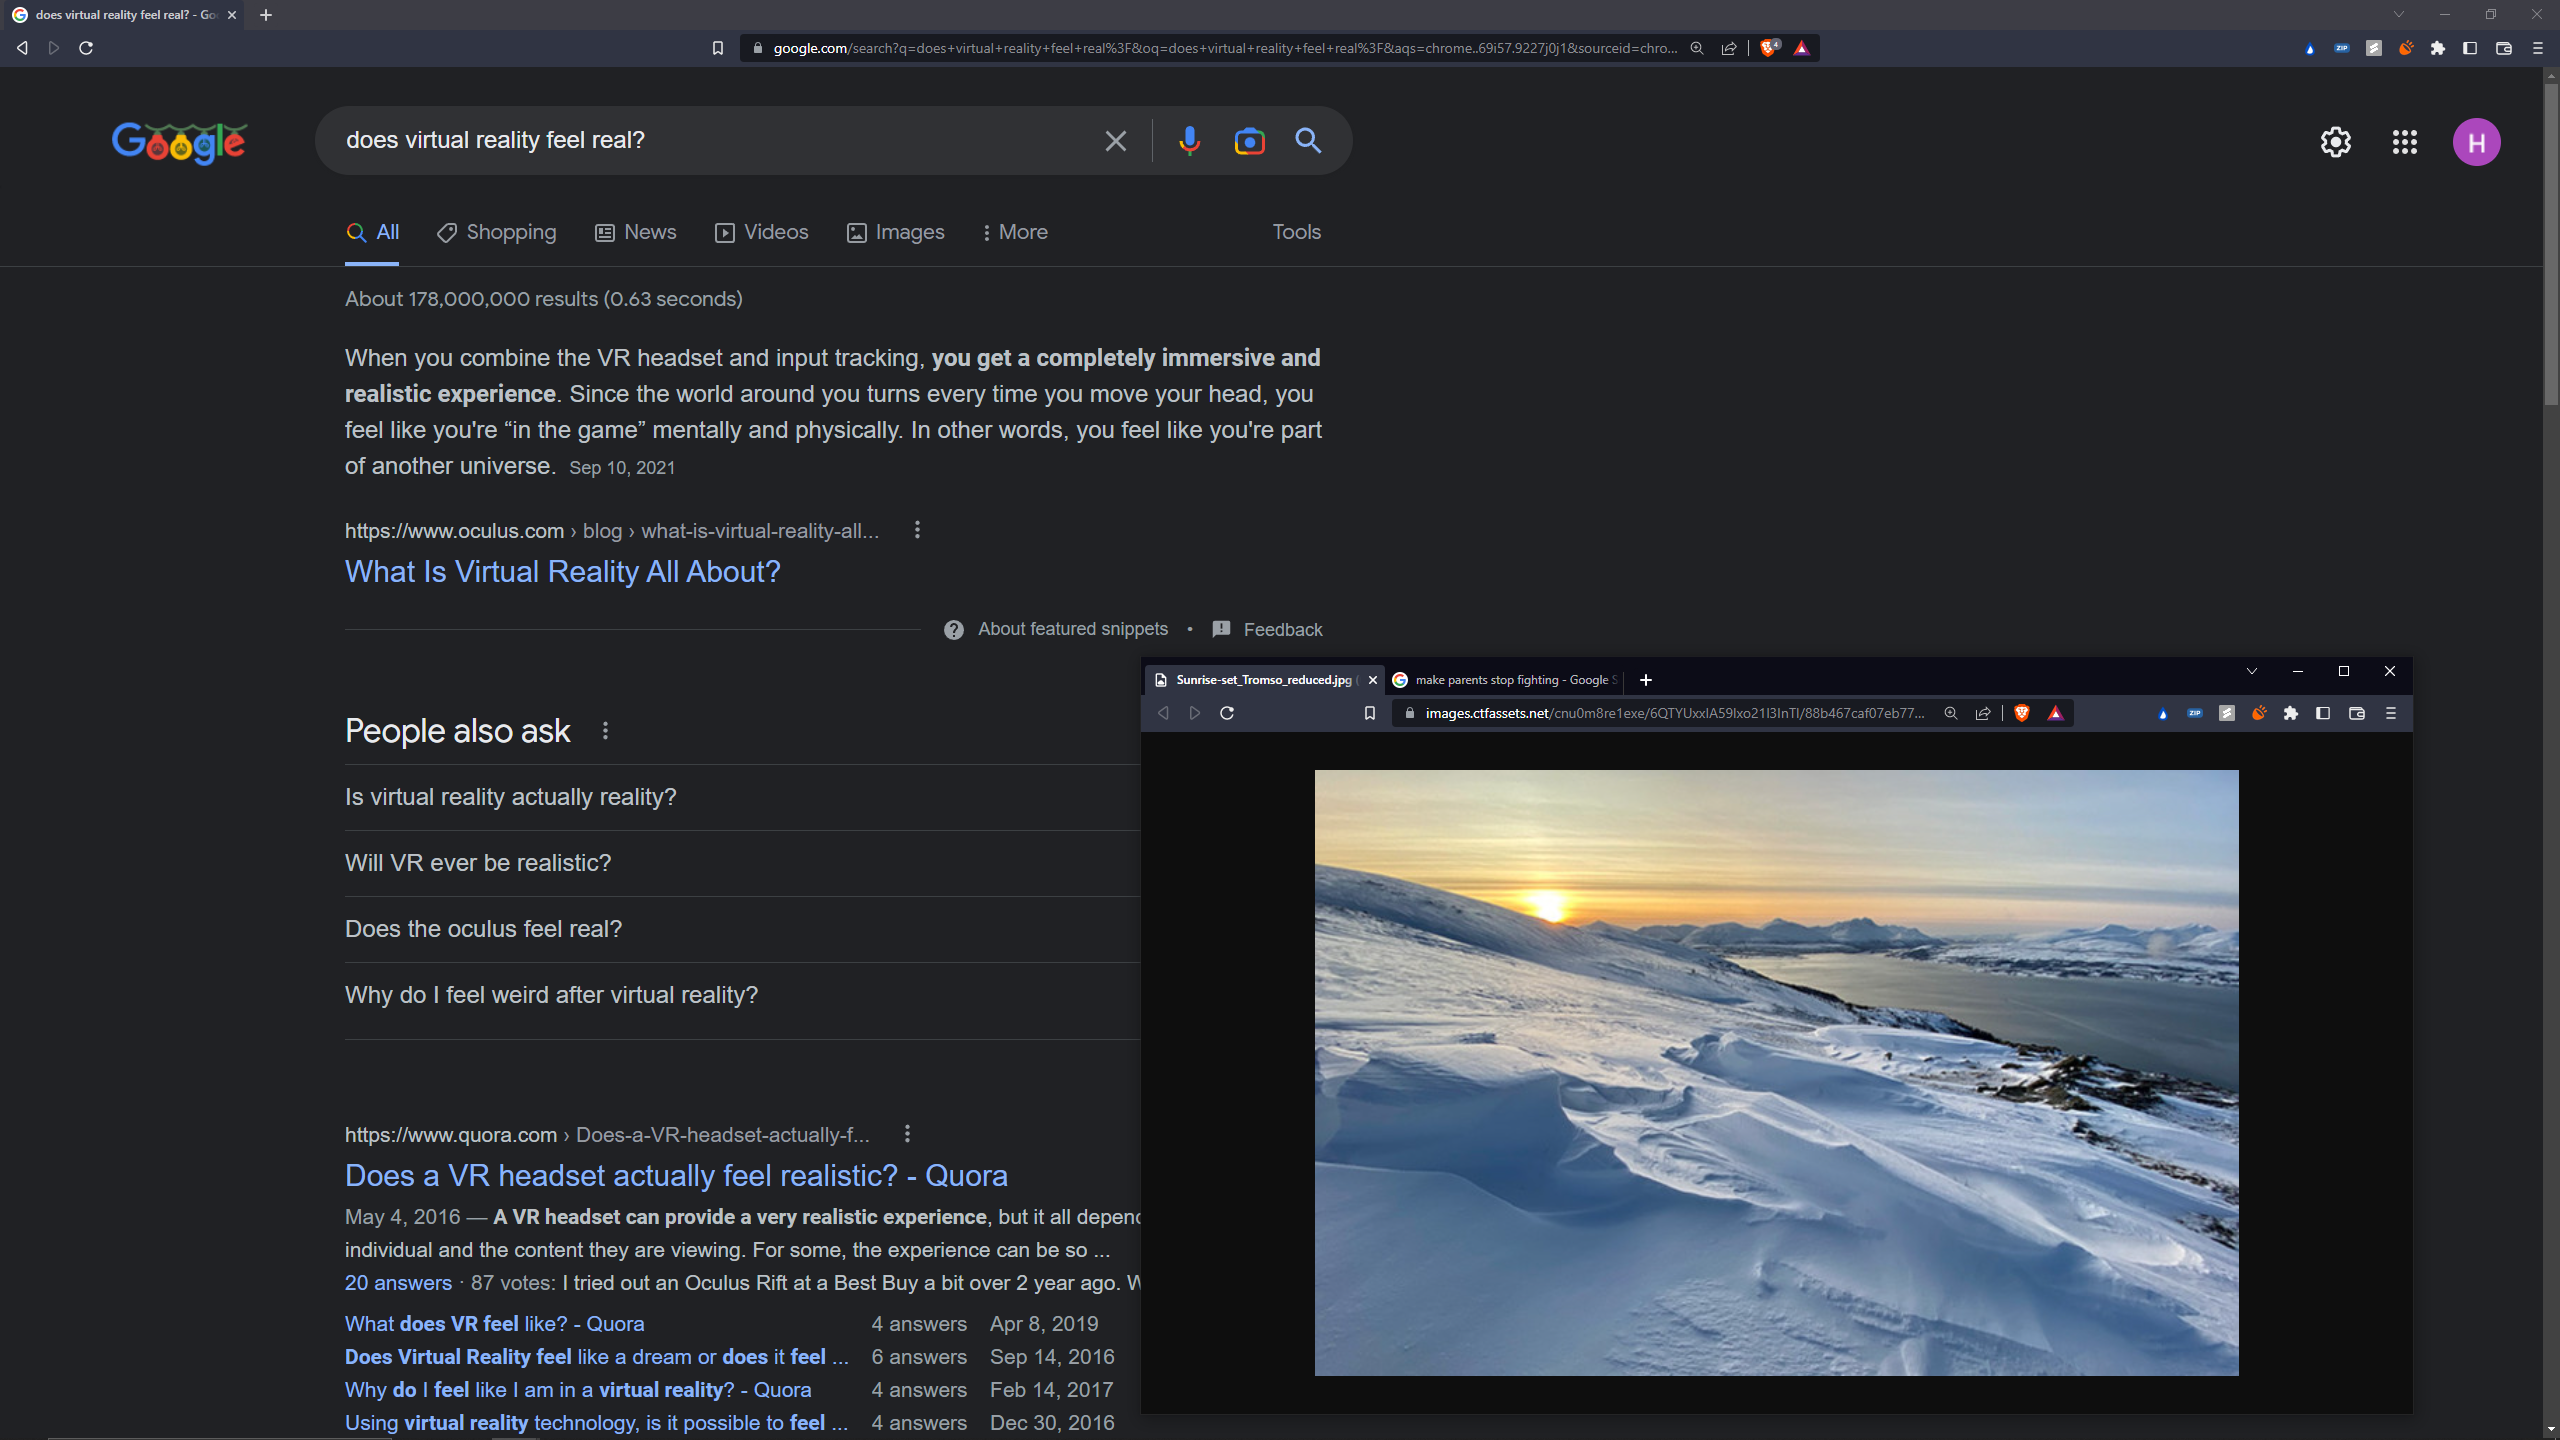 does virtual reality feel real? - Goo
google.com/search?q=does+virtual+reality+feel+real%3F&oq=does+virtual+reality+feel+real%3F&aqs=chrome..69i57.9227j0j1&sourceid=chro...
4
ZIP
Google
does virtual reality feel real?
H
All
Shopping
News
Videos
Images
More
Tools
About 178,000,000 results (0.63 seconds)
When you combine the VR headset and input tracking, you get a completely immersive and
realistic experience. Since the world around you turns every time you move your head, you
feel like you're “in the game” mentally and physically. In other words, you feel like you're part
of another universe. Sep 10, 2021
https://www.oculus.com › blog › what-is-virtual-reality-all...
What Is Virtual Reality All About?
About featured snippets • Feedback
People also ask
Is virtual reality actually reality?
Will VR ever be realistic?
Does the oculus feel real?
Why do I feel weird after virtual reality?
https://www.quora.com › Does-a-VR-headset-actually-f...
Does a VR headset actually feel realistic? - Quora
May 4, 2016 — A VR headset can provide a very realistic experience, but it all depend
individual and the content they are viewing. For some, the experience can be so ...
20 answers · 87 votes: I tried out an Oculus Rift at a Best Buy a bit over 2 year ago. W
What does VR feel like? - Quora 4 answers Apr 8, 2019
Does Virtual Reality feel like a dream or does it feel ... 6 answers Sep 14, 2016
Why do I feel like I am in a virtual reality? - Quora 4 answers Feb 14, 2017
Using virtual reality technology, is it possible to feel ... 4 answers Dec 30, 2016
Sunrise-set_Tromso_reduced.jpg (
make parents stop fighting - Google S
images.ctfassets.net/cnu0m8re1exe/
ZIP